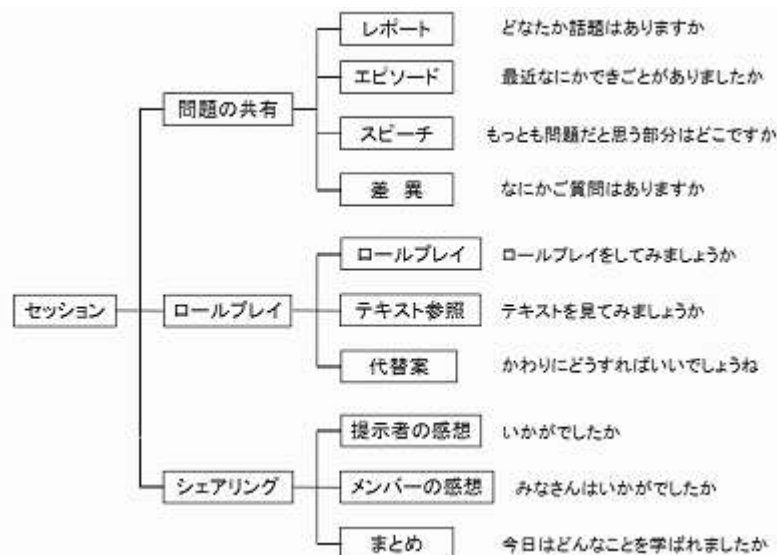 レポート どなたか話題はありますか
エピソード 最近なにかできごとがありましたか
問題の共有
スピーチ もっとも問題だと思う部分はどこですか
差異 なにかご質問はありますか
ロールプレイ ロールプレイをしてみましょうか
セッション ロールプレイ テキスト参照 テキストを見てみましょうか
代替案 かわりにどうすればいいでしょうね
提示者の感想 いかがでしたか
シェアリング メンバーの感想 みなさんはいかがでしたか
まとめ 今日はどんなことを学ばれましたか